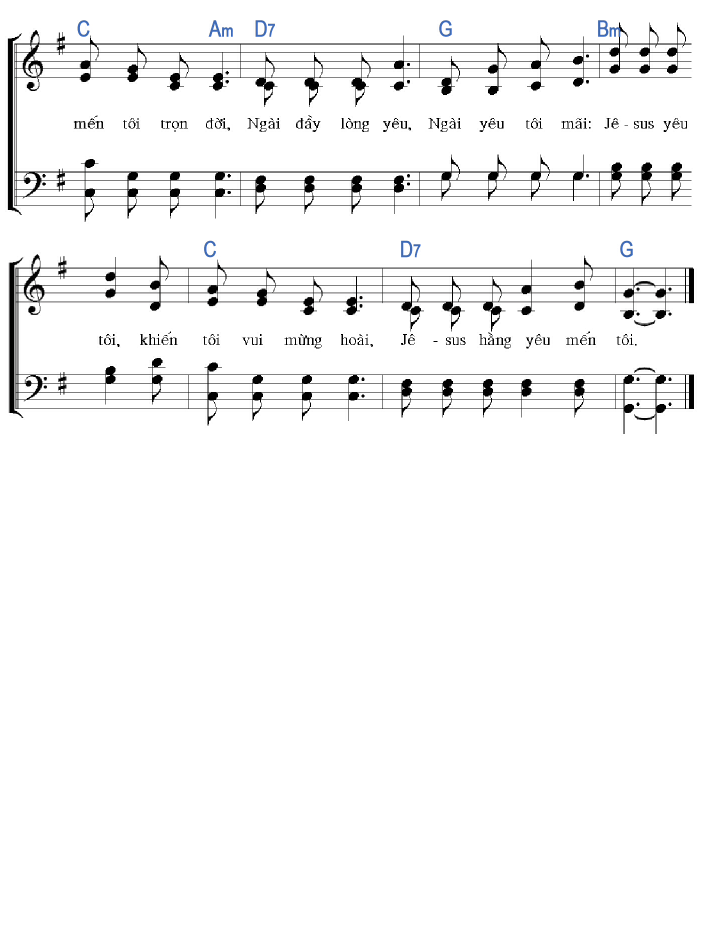 C Am D7 G Bm
mến tôi trọn đời, Ngài đầy lòng yêu, Ngài yêu tôi mãi: Jê - sus yêu
C D7 G
tôi, khiến tôi vui mừng hoài, Jê - sus hằng yêu mến tôi.